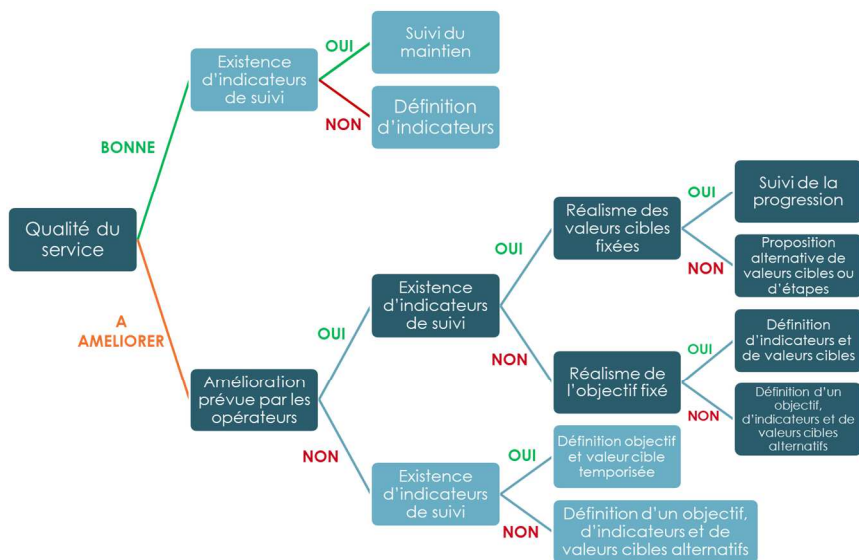 Qualité du
service
BONNE
A
AMELIORER
Existence
d'indicateurs
de suivi
OUI
Suivi du
maintien
NON
Définition
d'indicateurs
Amélioration
prévue par les
opérateurs
OUI
Existence
d'indicateurs
de suivi
OUI
Réalisme des
valeurs cibles
fixées
OUI
Suivi de la
progression
NON
Proposition
alternative de
valeurs cibles ou
d'étapes
NON
Réalisme de
l'objectif fixé
OUI
Définition
d'indicateurs et
de valeurs cibles
NON
Définition d'un
objectif,
d'indicateurs et de
valeurs cibles
alternatifs
NON
Existence
d'indicateurs
de suivi
OUI
Définition objectif
et valeur cible
temporisée
NON
Définition d'un objectif,
d'indicateurs et de
valeurs cibles alternatifs